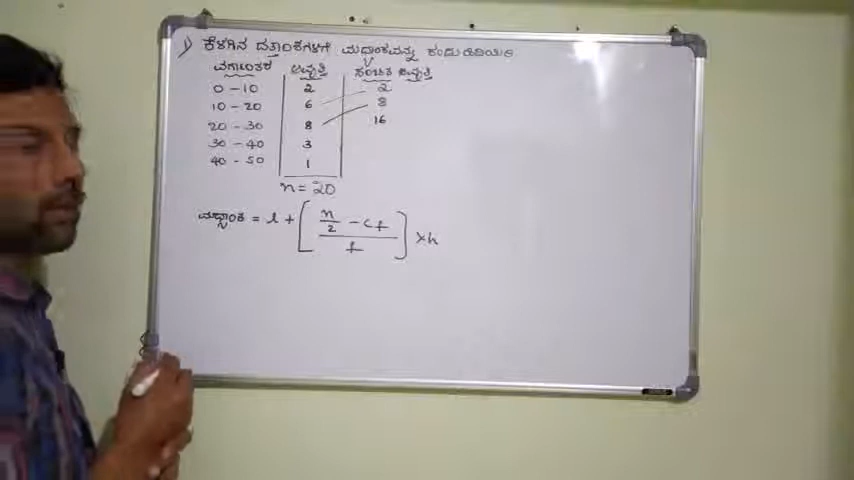 1) ಕೆಳಗಿನ ದತ್ತಾಂಶಗಳಿಗೆ ಮಧ್ಯಾಂಕವನ್ನು ಕಂಡುಹಿಡಿಯಿರಿ
ವರ್ಗಾಂತರ ಆವೃತ್ತಿ ಸಂಚಿತ ಆವೃತ್ತಿ
0-10 2 2
10-20 6 8
20-30 8 16
30-40 3
40-50 1
n = 20
ಮಧ್ಯಾಂಕ = l + [ (n/2 - cf) / f ] × h